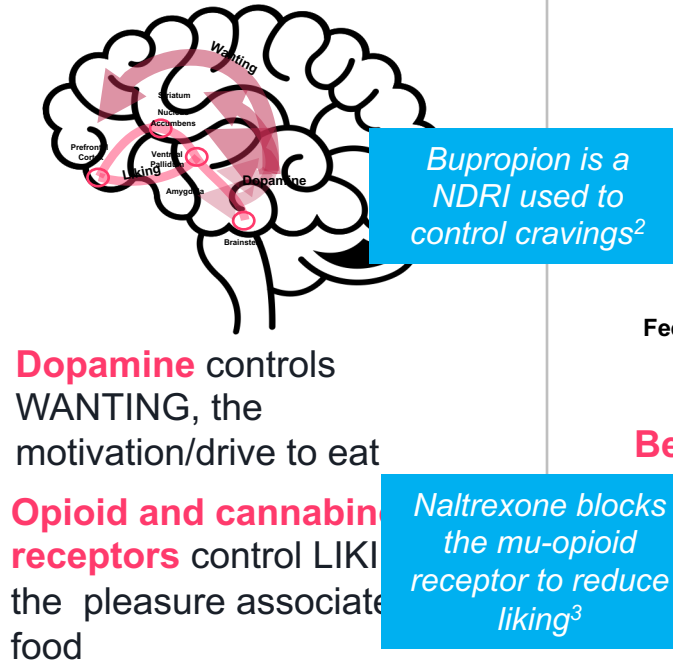 Wanting
Striatum
Nucleus
Accumbens
Prefrontal
Cortex
Ventral
Pallidum
Liking
Amygdala
Dopamine
Brainste
Bupropion is a
NDRI used to
control cravings2
Fe
Dopamine controls
WANTING, the
motivation/drive to eat
Be
Opioid and cannabin
receptors control LIKI
the pleasure associate
food
Naltrexone blocks
the mu-opioid
receptor to reduce
liking3